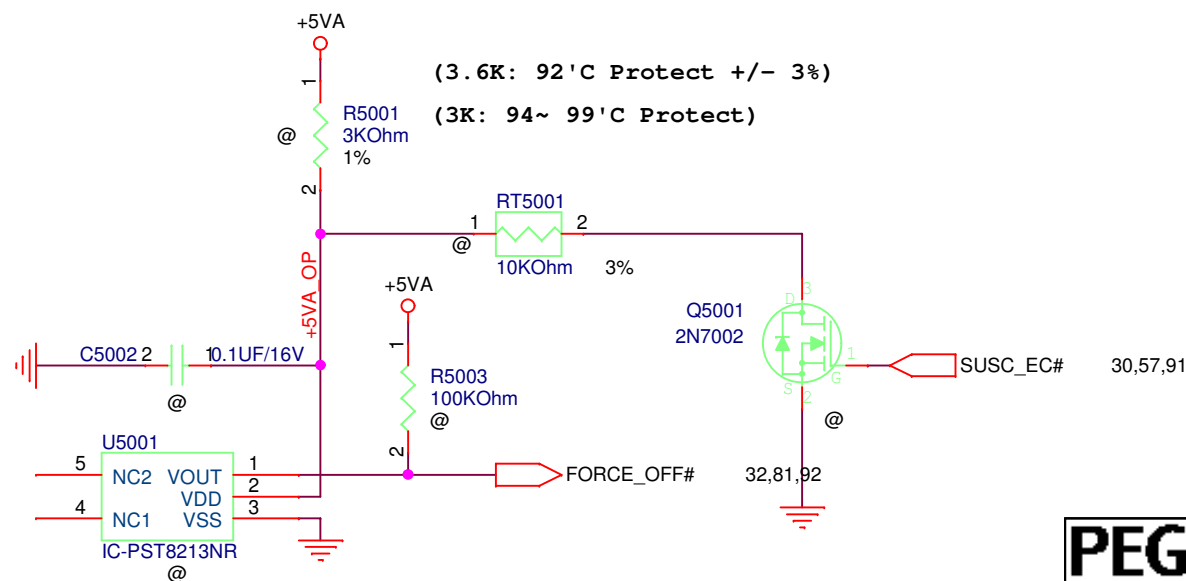 +5VA
(3.6K: 92'C Protect +/- 3%)
(3K: 94~ 99'C Protect)
1
R5001
3KOhm
1%
@
2
RT5001
1
2
@
10KOhm
3%
+5VA_OP
+5VA
Q5001
2N7002
3
D
1
G
S
2
@
SUSC_EC#
30,57,91
C5002
2
1
0.1UF/16V
@
1
R5003
100KOhm
@
2
U5001
5
NC2
VOUT
1
VDD
2
4
NC1
VSS
3
IC-PST8213NR
@
FORCE_OFF#
32,81,92
PEG